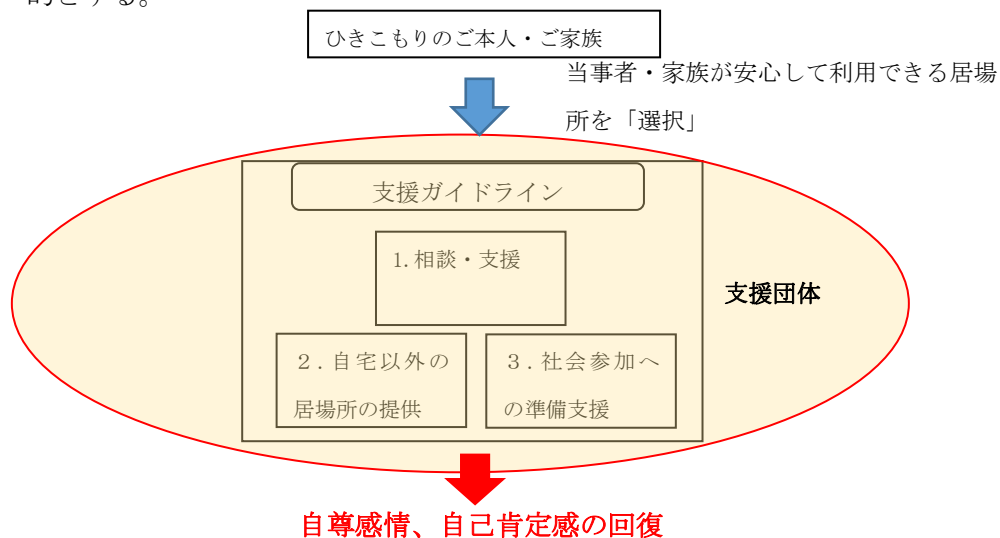 的とする。
ひきこもりのご本人・ご家族
当事者・家族が安心して利用できる居場
所を「選択」
支援ガイドライン
1.相談・支援
支援団体
２.自宅以外の
居場所の提供
３.社会参加へ
の準備支援
自尊感情、自己肯定感の回復